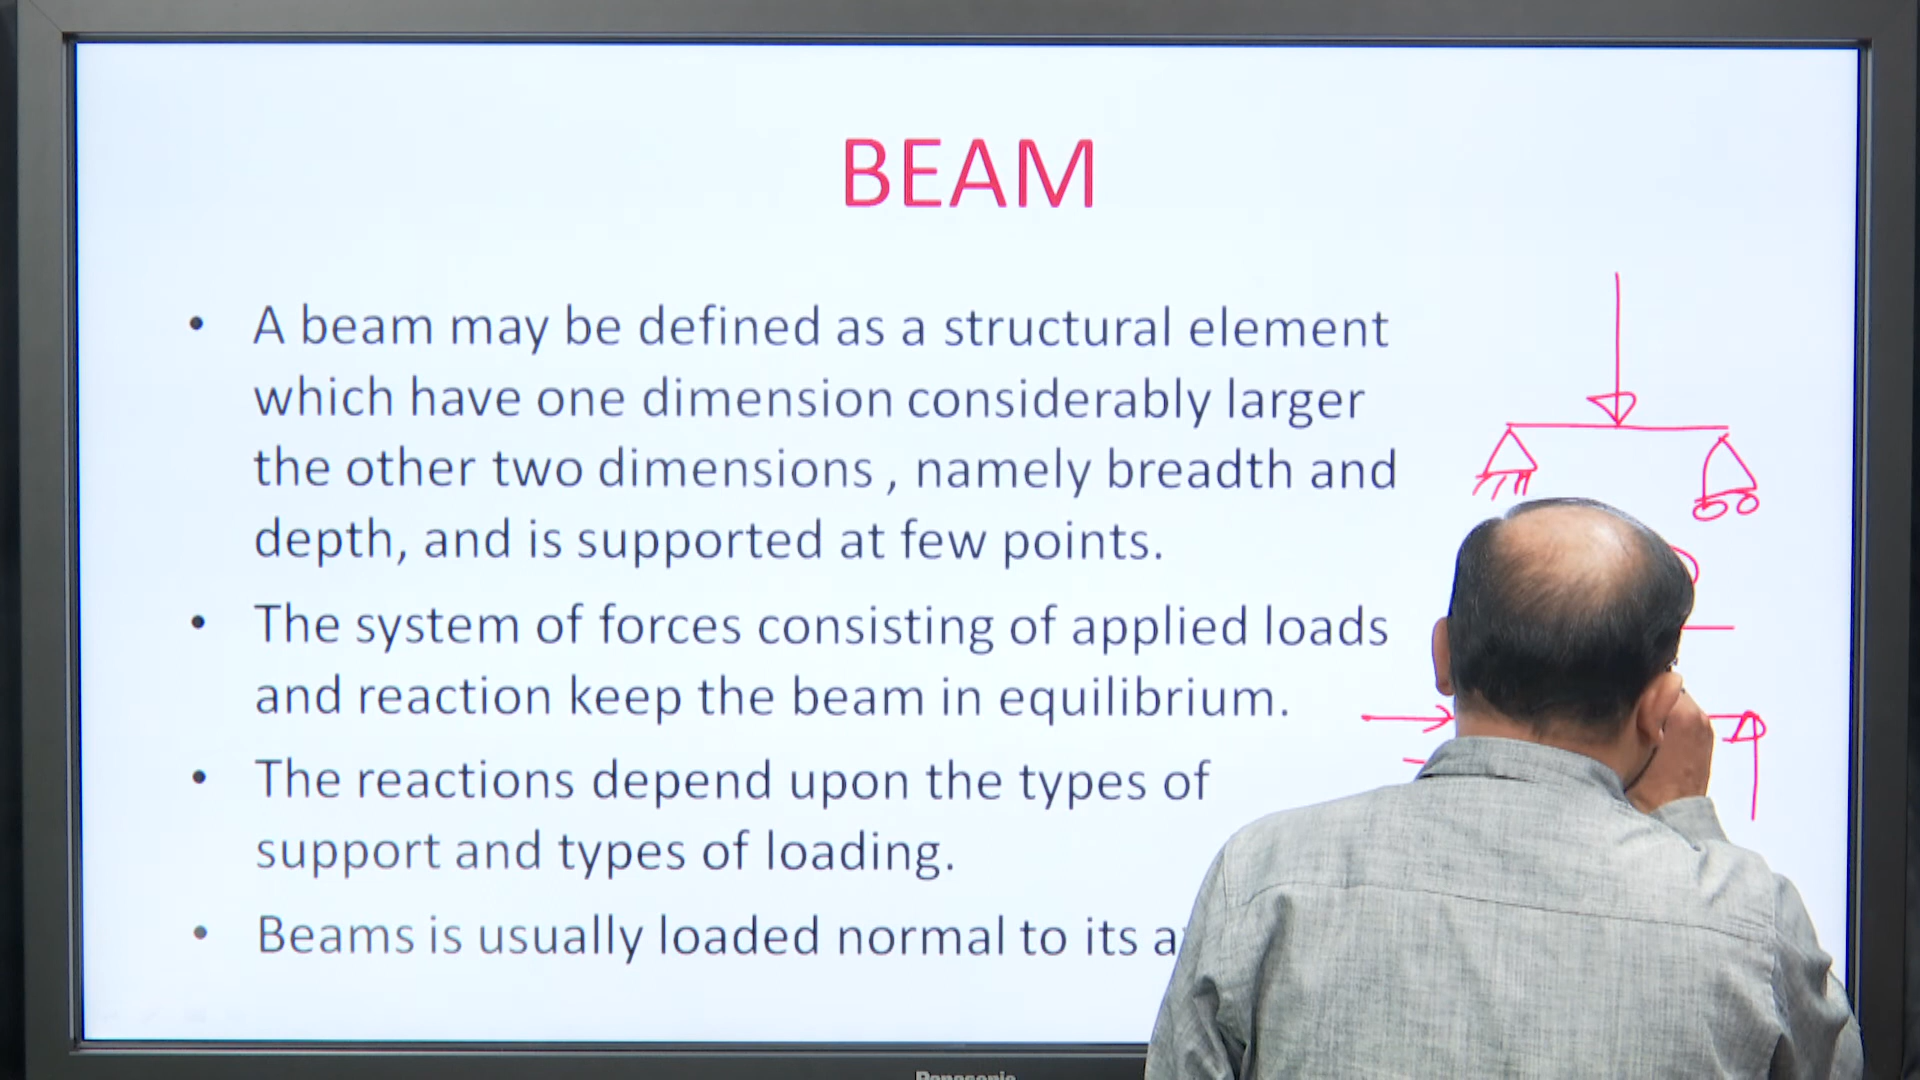 BEAM
• A beam may be defined as a structural element
which have one dimension considerably larger
the other two dimensions , namely breadth and
depth, and is supported at few points.
• The system of forces consisting of applied loads
and reaction keep the beam in equilibrium.
• The reactions depend upon the types of
support and types of loading.
• Beams is usually loaded normal to its
Panasonic